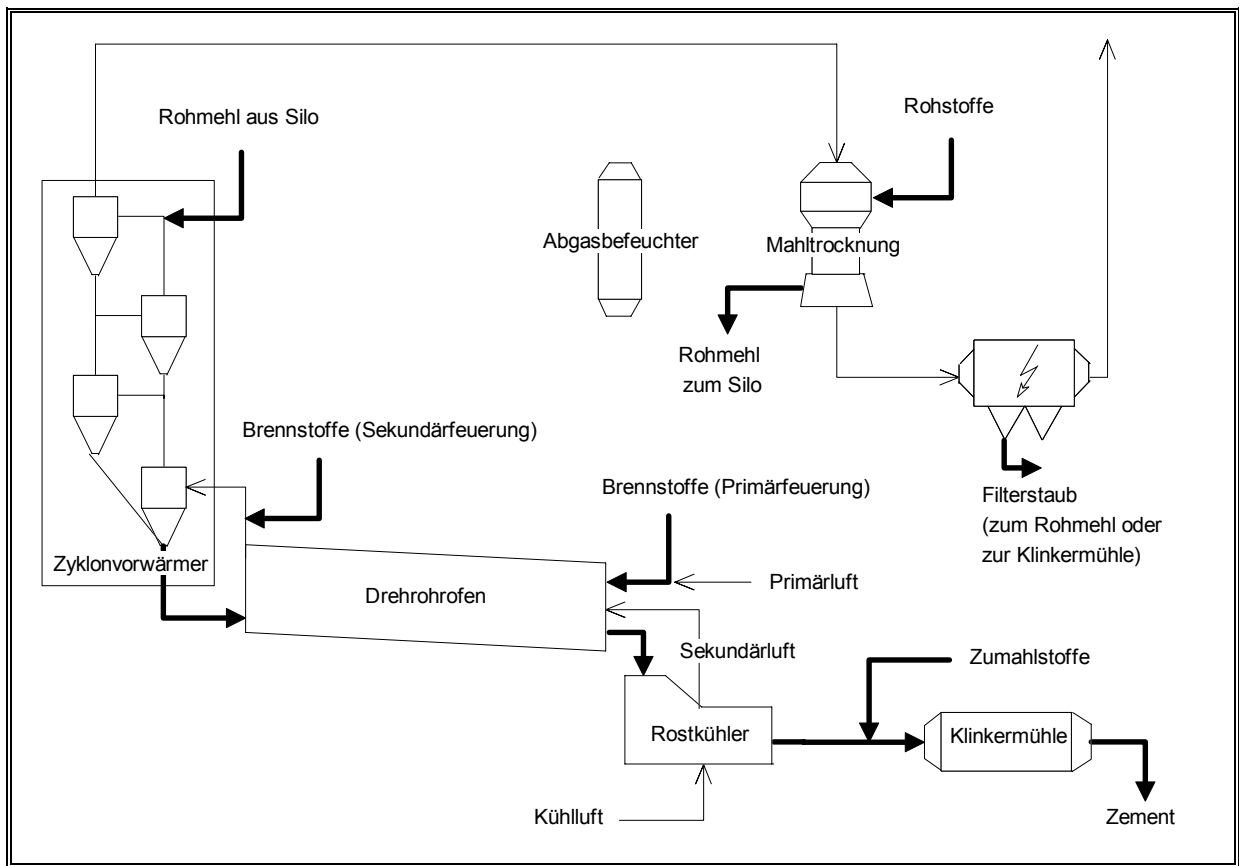 Rohmehl aus Silo
Rohstoffe
Abgasbefeuchter
Mahltrocknung
Rohmehl
zum Silo
Brennstoffe (Sekundärfeuerung)
Brennstoffe (Primärfeuerung)
Filterstaub
(zum Rohmehl oder
zur Klinkermühle)
Zyklonvorwärmer
Drehrohrofen
Primärluft
Sekundärluft
Zumahlstoffe
Rostkühler
Klinkermühle
Kühlluft
Zement